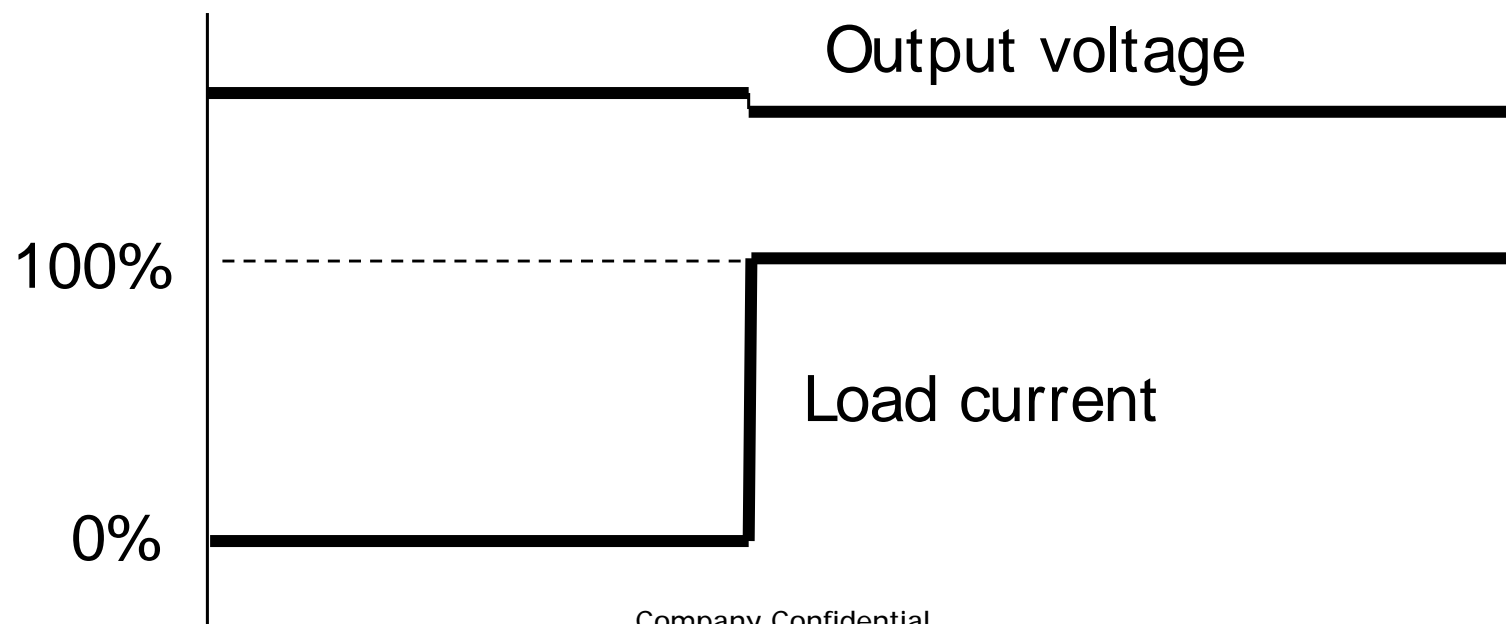 Output voltage
100%
Load current
0%
Company Confidential